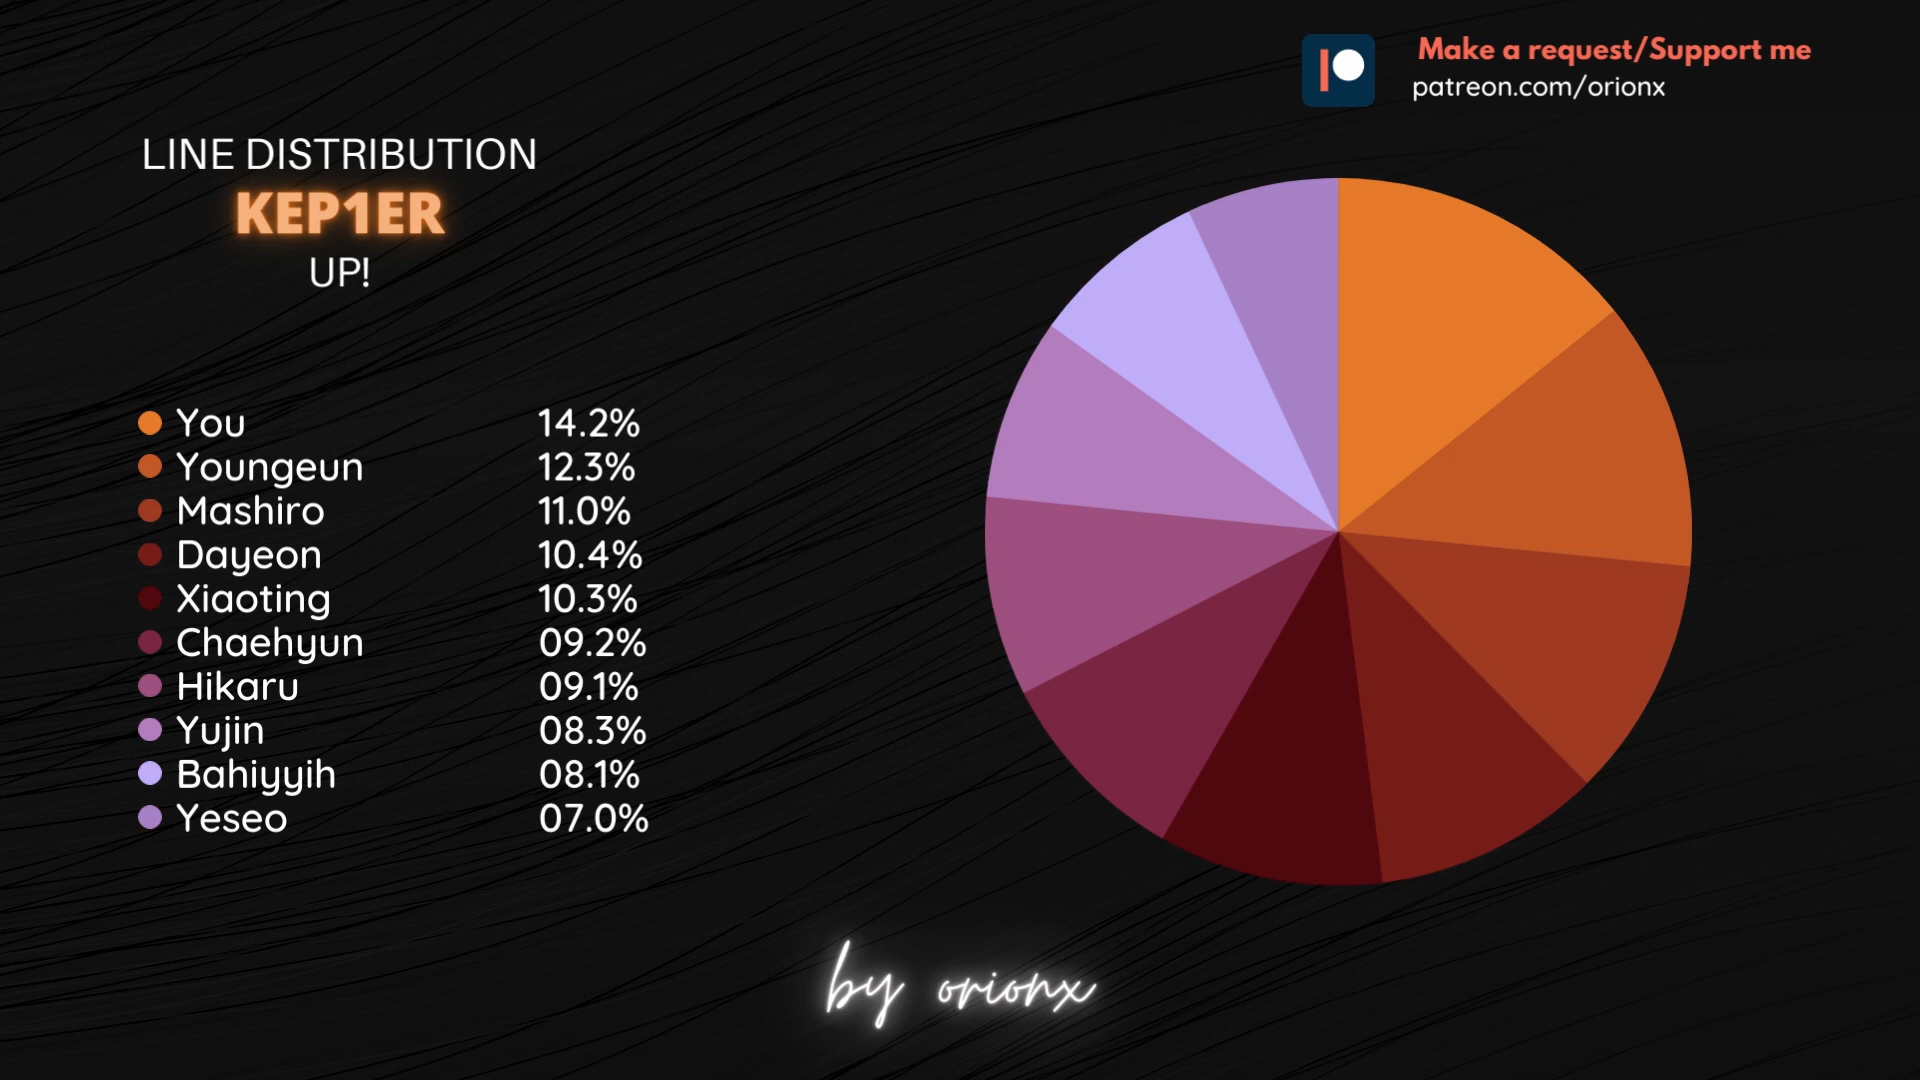 Make a request/Support me
patreon.com/orionx
LINE DISTRIBUTION
KEP1ER
UP!
You 14.2%
Youngeun 12.3%
Mashiro 11.0%
Dayeon 10.4%
Xiaoting 10.3%
Chaehyun 09.2%
Hikaru 09.1%
Yujin 08.3%
Bahiyyih 08.1%
Yeseo 07.0%
by orionx